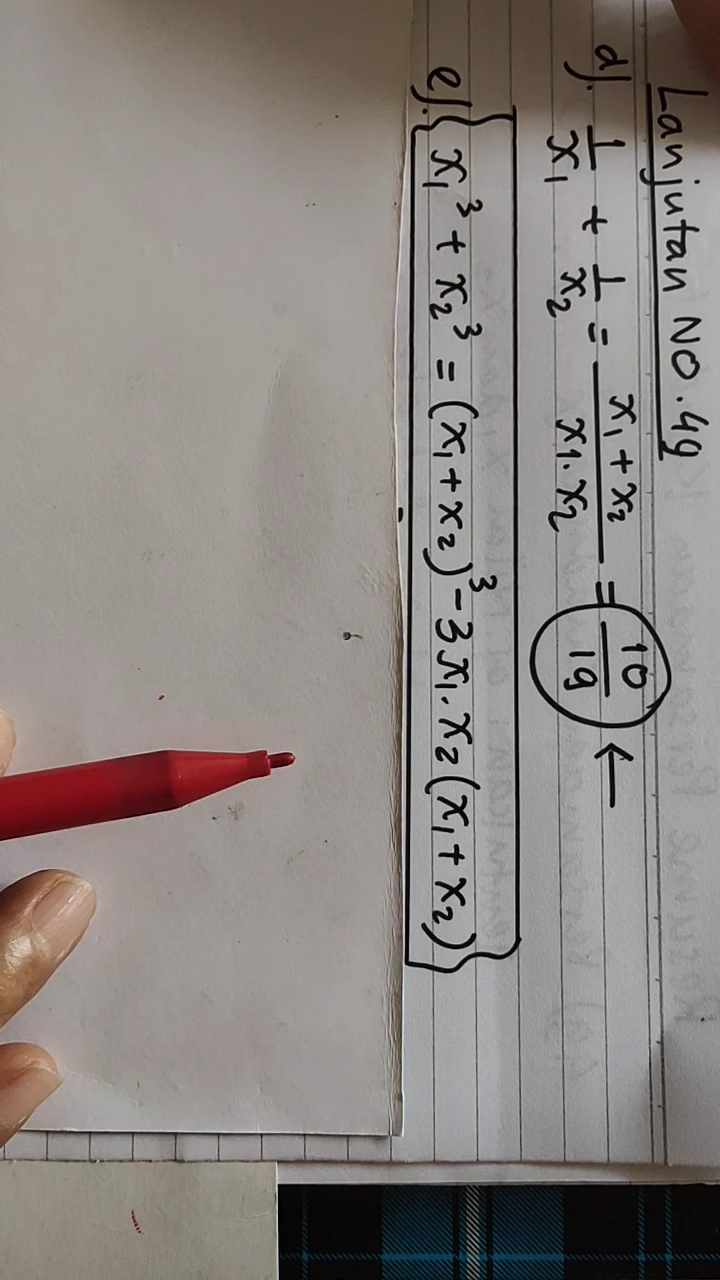 Lanjutan NO.49
d). 1/x₁ + 1/x₂ = x₁+x₂/x₁.x₂ = 10/19 ←
e). x₁³ + x₂³ = (x₁+x₂)³-3x₁.x₂(x₁+x₂)